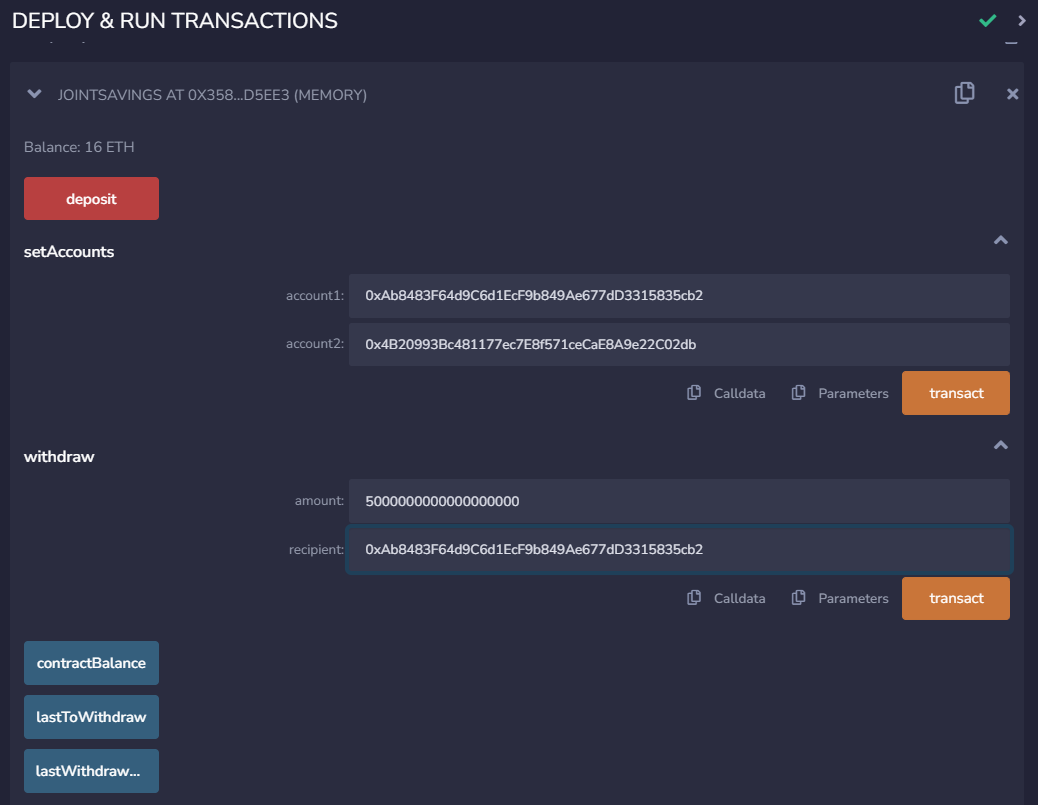 DEPLOY & RUN TRANSACTIONS
JOINTSAVINGS AT 0X358...D5EE3 (MEMORY)
Balance: 16 ETH
deposit
setAccounts
account1: 0xAb8483F64d9C6d1EcF9b849Ae677dD3315835cb2
account2: 0x4B20993Bc481177ec7E8f571ceCaE8A9e22C02db
Calldata Parameters transact
withdraw
amount: 5000000000000000000
recipient: 0xAb8483F64d9C6d1EcF9b849Ae677dD3315835cb2
Calldata Parameters transact
contractBalance
lastToWithdraw
lastWithdraw...